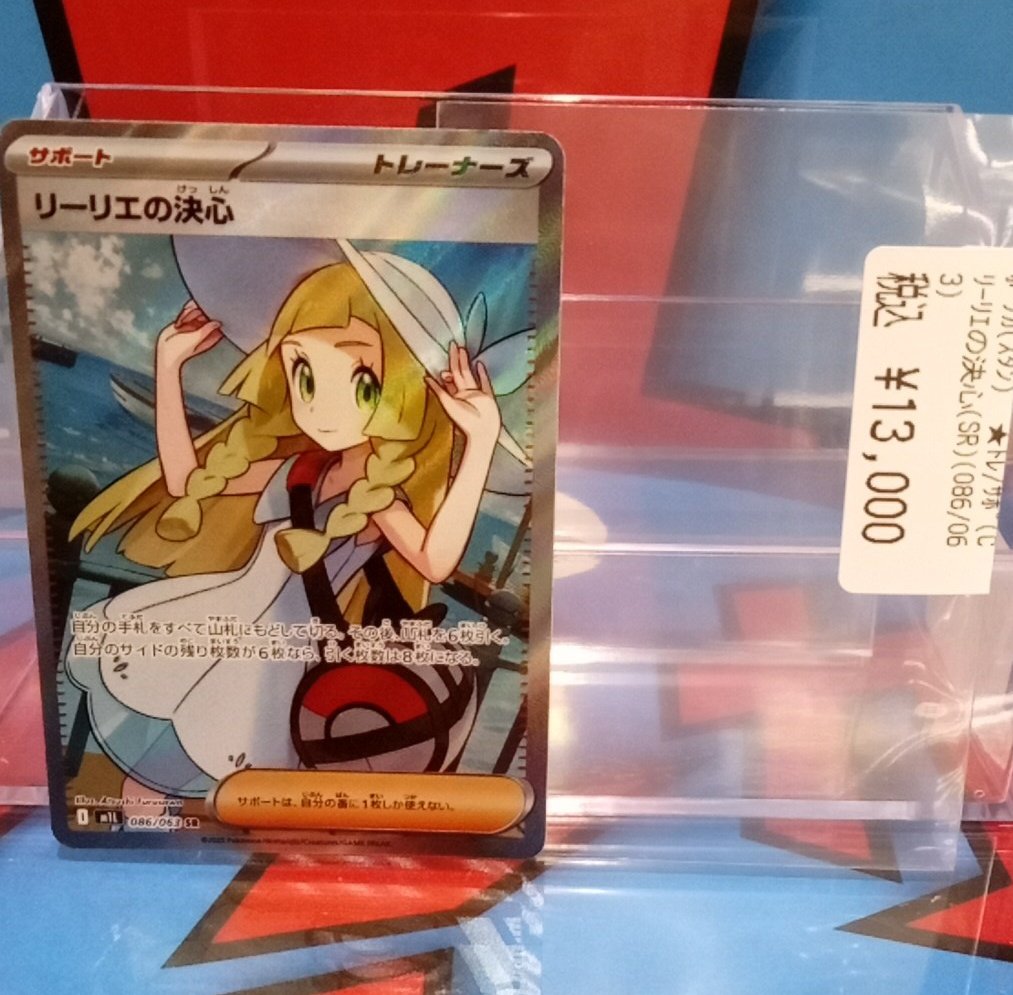 サポート
トレーナーズ
リーリエの決心
自分の手札をすべて山札にもどして切る。その後、山札を6枚引く。
自分のサイドの残り枚数が6枚なら、引く枚数は8枚になる。
サポートは、自分の番に1枚しか使えない。
086/063 SR
★トレ/サポ
リーリエの決心(SR)(086/06
3)
税込 ¥13,000